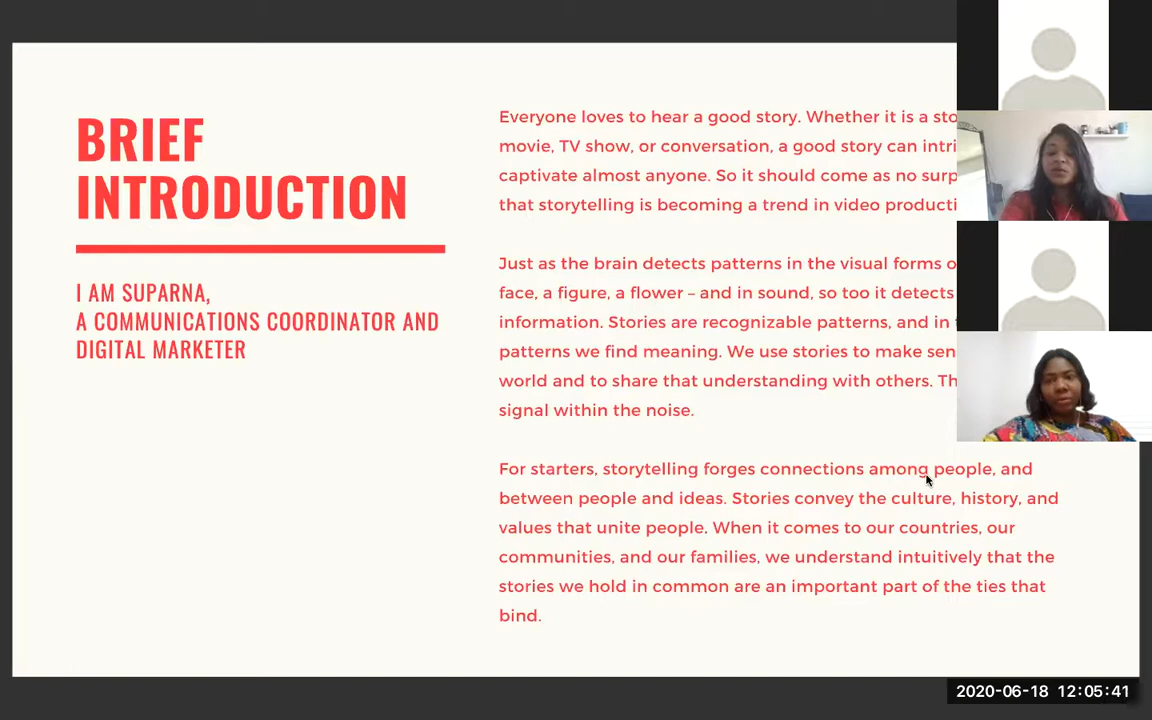 BRIEF
INTRODUCTION
I AM SUPARNA,
A COMMUNICATIONS COORDINATOR AND
DIGITAL MARKETER
Everyone loves to hear a good story. Whether it is a
movie, TV show, or conversation, a good story can
captivate almost anyone. So it should come as no
that storytelling is becoming a trend in video
Just as the brain detects patterns in the visual forms
face, a figure, a flower – and in sound, so too it detects
information. Stories are recognizable patterns, and in
patterns we find meaning. We use stories to make
world and to share that understanding with others.
signal within the noise.
For starters, storytelling forges connections among people, and
between people and ideas. Stories convey the culture, history, and
values that unite people. When it comes to our countries, our
communities, and our families, we understand intuitively that the
stories we hold in common are an important part of the ties that
bind.
2020-06-18 12:05:41